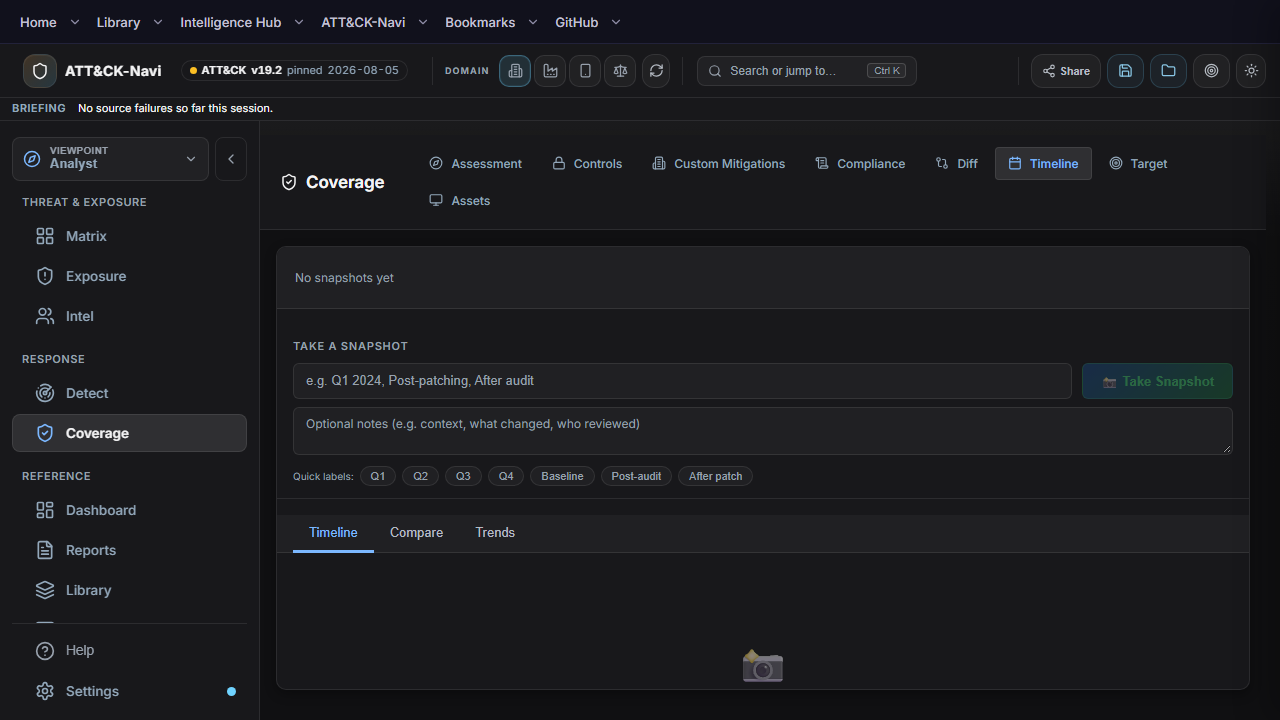 Home Library Intelligence Hub ATT&CK-Navi Bookmarks GitHub
ATT&CK-Navi ATT&CK v19.2 pinned 2026-08-05 DOMAIN Search or jump to... Ctrl K Share
BRIEFING No source failures so far this session.
VIEWPOINT
Analyst
THREAT & EXPOSURE
Matrix
Exposure
Intel
RESPONSE
Detect
Coverage
REFERENCE
Dashboard
Reports
Library
Help
Settings
Coverage
Assessment Controls Custom Mitigations Compliance Diff Timeline Target
Assets
No snapshots yet
TAKE A SNAPSHOT
e.g. Q1 2024, Post-patching, After audit
Take Snapshot
Optional notes (e.g. context, what changed, who reviewed)
Quick labels: Q1 Q2 Q3 Q4 Baseline Post-audit After patch
Timeline Compare Trends